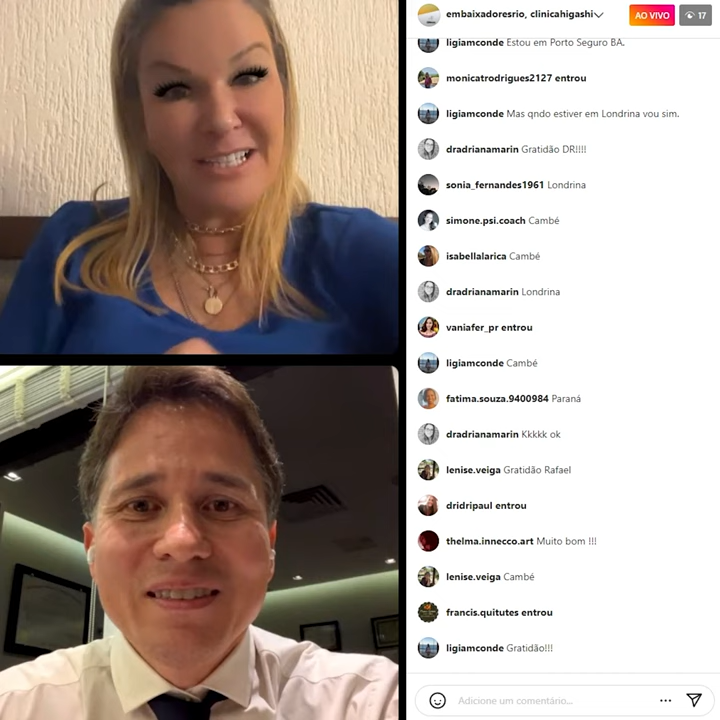 embaixadoresrio, clinicahigashi
AO VIVO
17
ligiamconde Estou em Porto Seguro BA.
monicatrodrigues2127 entrou
ligiamconde Mas qndo estiver em Londrina vou sim.
dradrianamarin Gratidão DR!!!!
sonia_fernandes1961 Londrina
simone.psi.coach Cambé
isabellalarica Cambé
dradrianamarin Londrina
vaniafer_pr entrou
ligiamconde Cambé
fatima.souza.9400984 Paraná
dradrianamarin Kkkkk ok
lenise.veiga Gratidão Rafael
dridripaul entrou
thelma.innecco.art Muito bom !!!
lenise.veiga Cambé
francis.quitutes entrou
ligiamconde Gratidão!!!
Adicione um comentário...